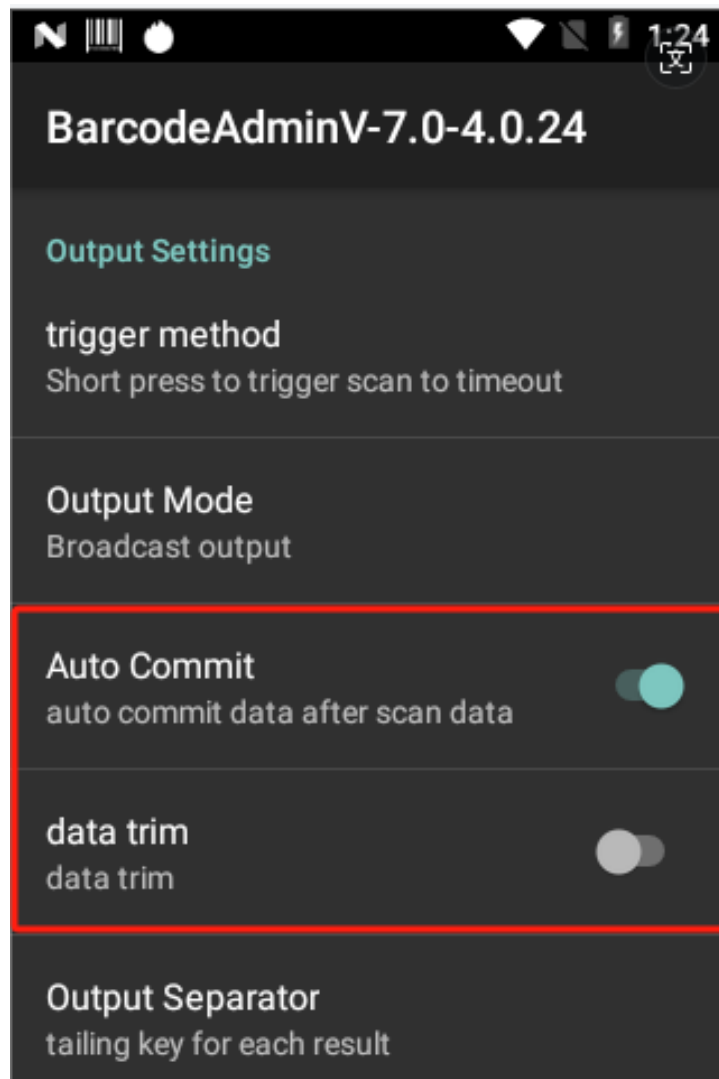 1:24
BarcodeAdminV-7.0-4.0.24
Output Settings
trigger method
Short press to trigger scan to timeout
Output Mode
Broadcast output
Auto Commit
auto commit data after scan data
data trim
data trim
Output Separator
tailing key for each result